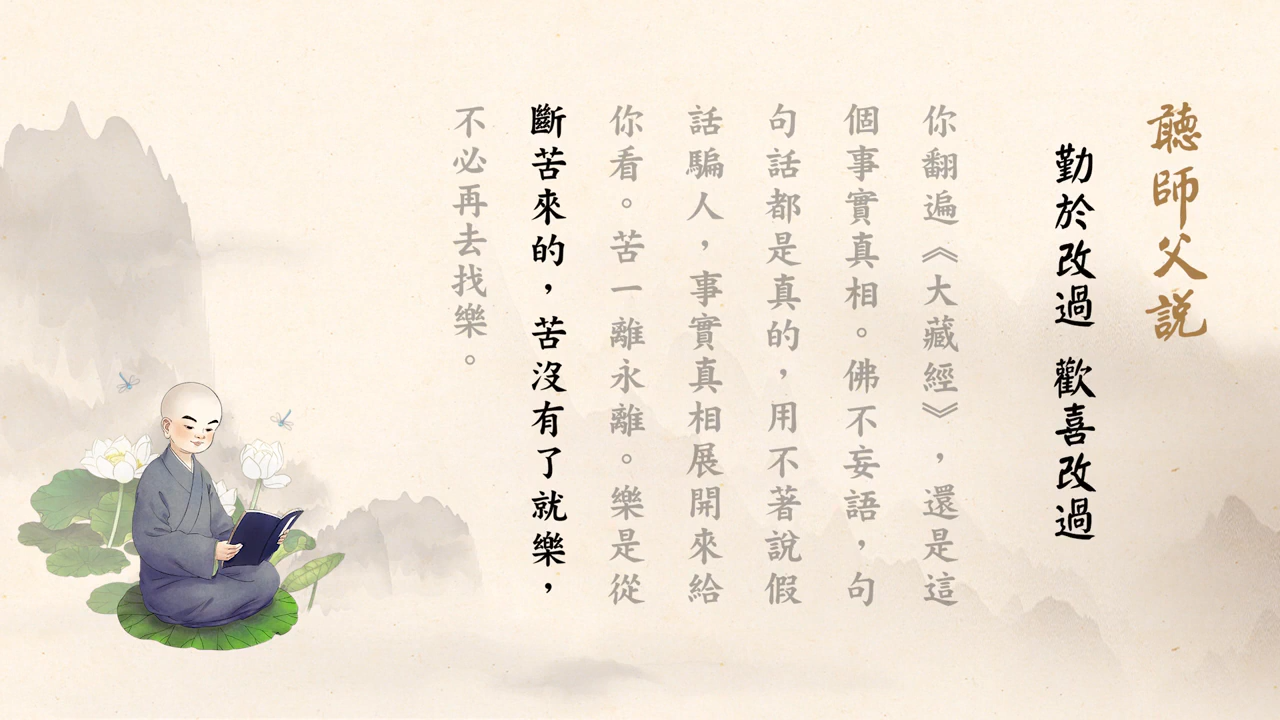 聽師父説
勤於改過 歡喜改過
你翻遍《大藏經》，還是這
個事實真相。佛不妄語，句
句話都是真的，用不著說假
話騙人，事實真相展開來給
你看。苦一離永離。樂是從
斷苦來的，苦沒有了就樂，
不必再去找樂。